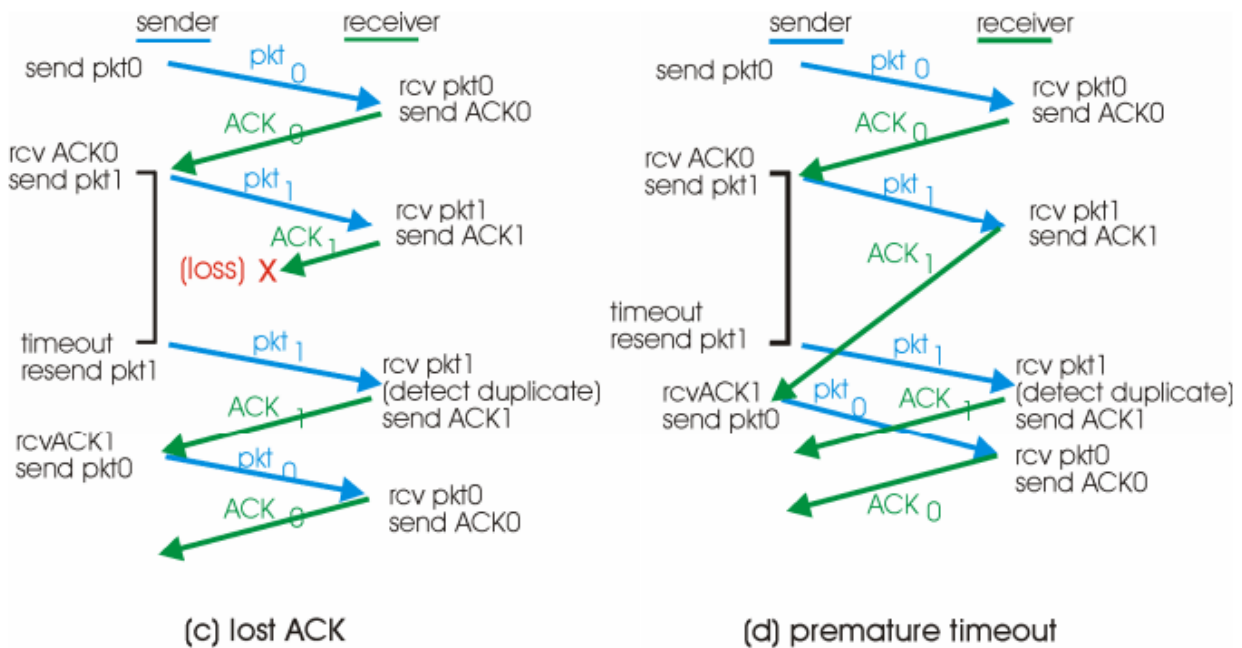 sender receiver
send pkt0
pkt 0
rcv pkt0
send ACK0
ACK 0
rcv ACK0
send pkt1
pkt 1
rcv pkt1
send ACK1
ACK 1
(loss) X
timeout
resend pkt1
pkt 1
rcv pkt1
(detect duplicate)
send ACK1
ACK 1
rcvACK1
send pkt0
pkt 0
rcv pkt0
send ACK0
ACK 0
(c) lost ACK
sender receiver
send pkt0
pkt 0
rcv pkt0
send ACK0
ACK 0
rcv ACK0
send pkt1
pkt 1
rcv pkt1
send ACK1
ACK 1
timeout
resend pkt1
pkt 1
rcv pkt1
(detect duplicate)
send ACK1
rcvACK1
send pkt0
pkt 0
ACK 1
rcv pkt0
send ACK0
ACK 0
(d) premature timeout